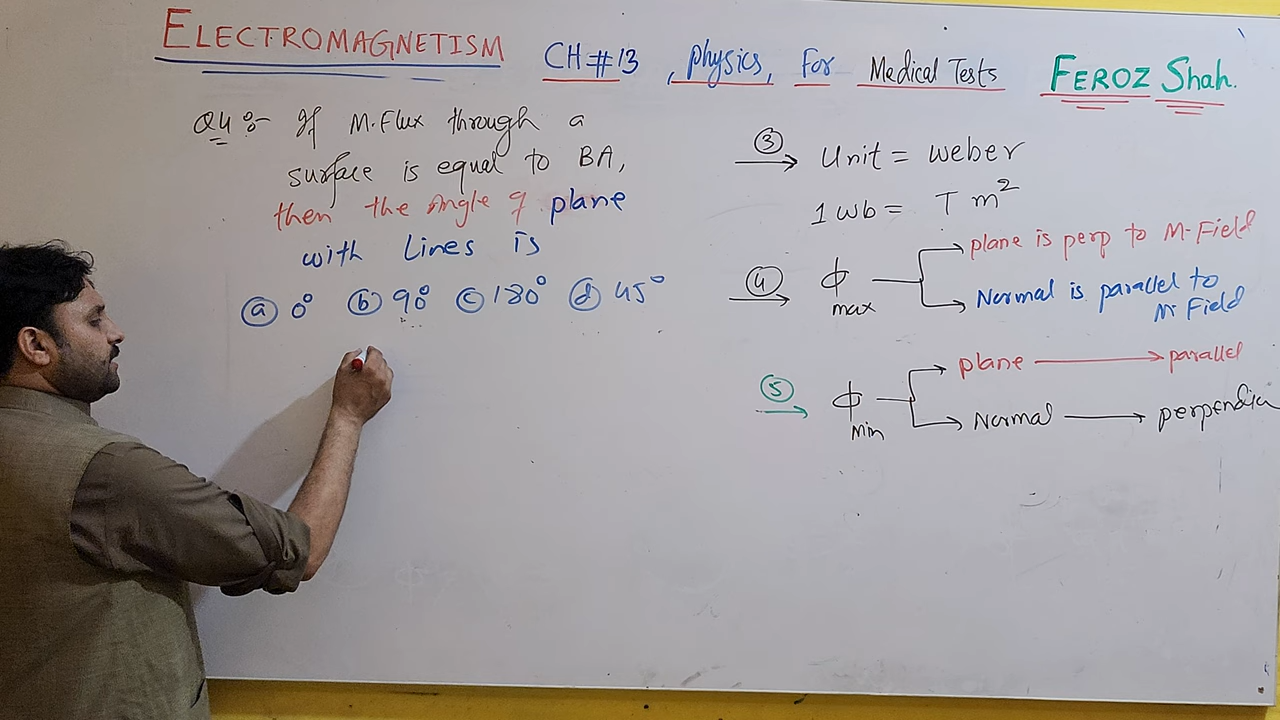 ELECTROMAGNETISM CH#13, physics, For Medical Tests FEROZ Shah.
Q4:- If M.Flux through a
surface is equal to BA,
then the Angle of plane
with Lines is
(a) 0° (b) 90° (c) 180° (d) 45°
(3) Unit = weber
1 wb = T m²
(4) ϕ max
plane is perp to M-Field
Normal is parallel to
M Field
(5) ϕ Min
plane → parallel
Normal → perpendicu